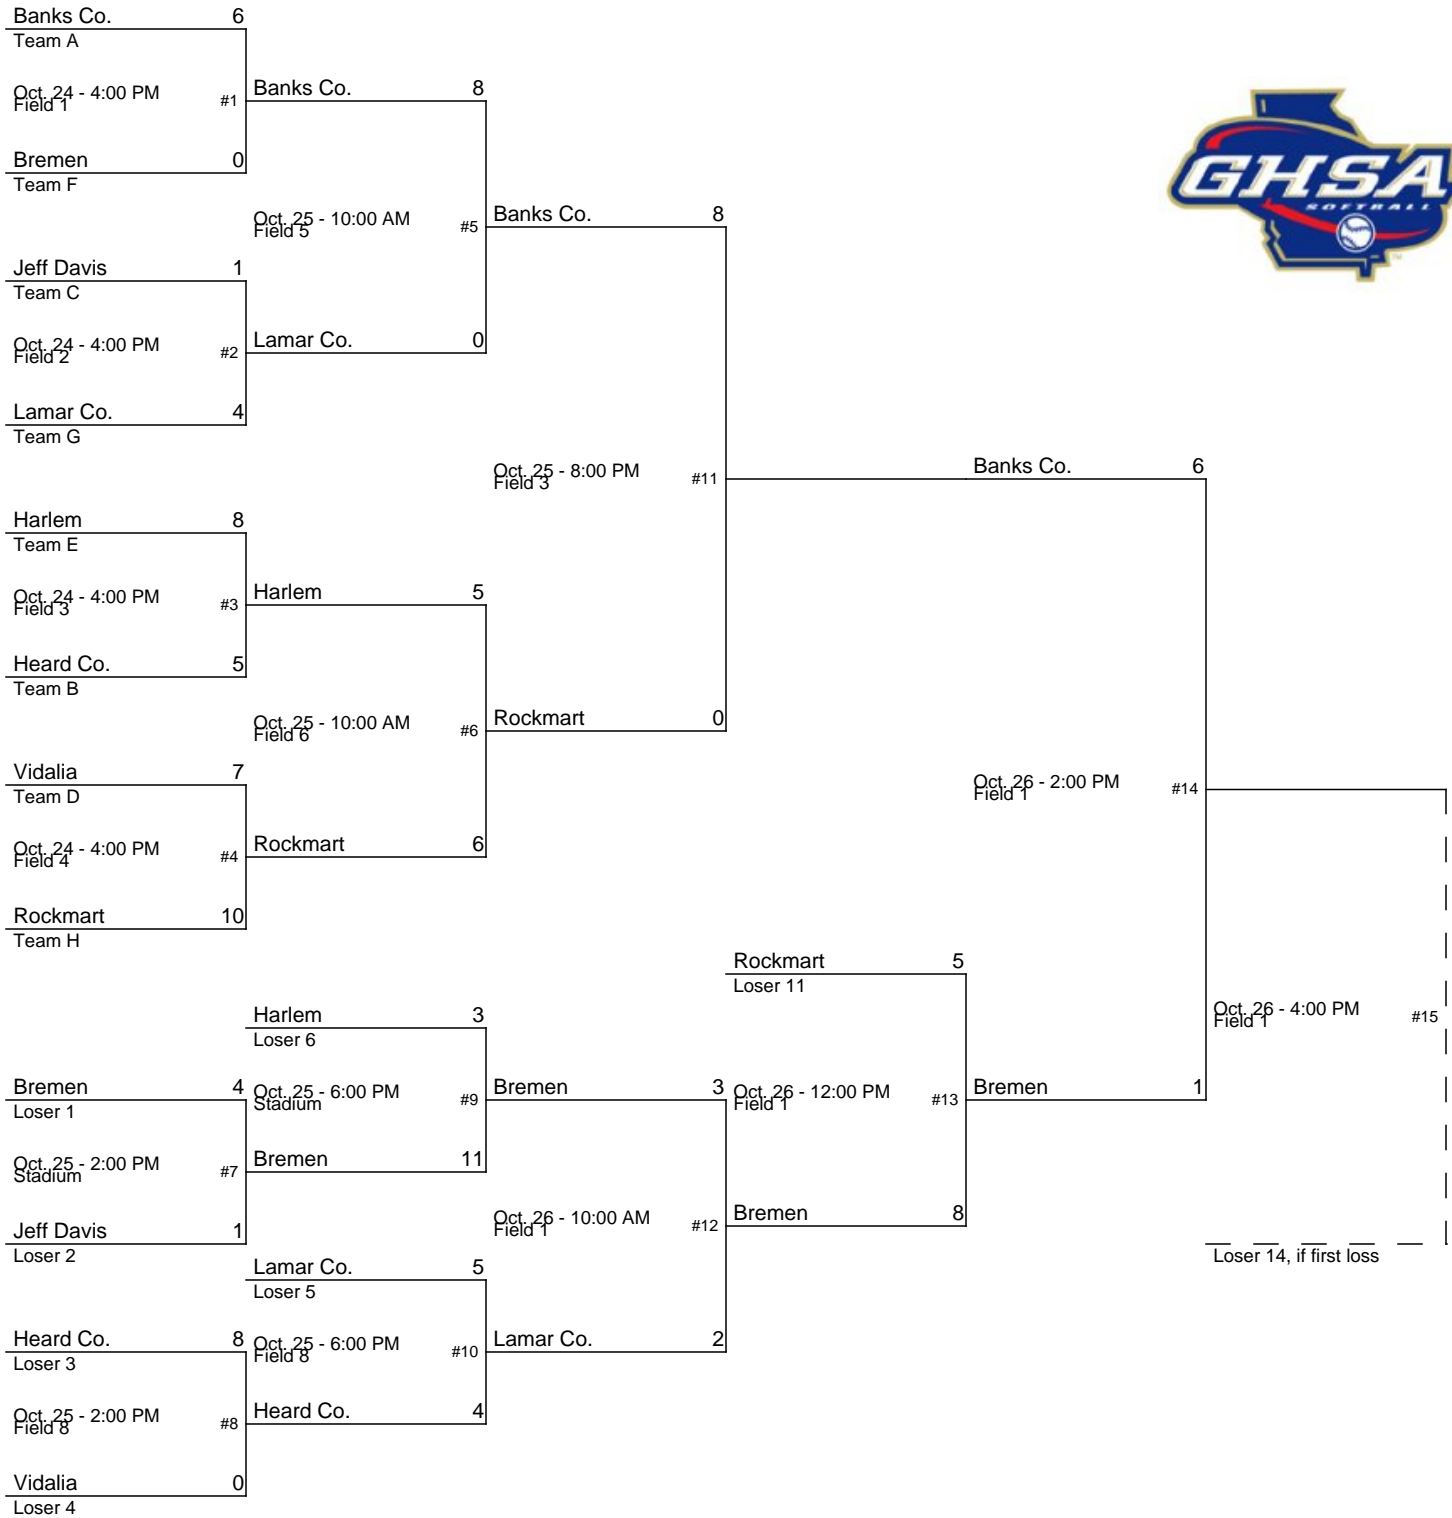 Banks Co. 6
Team A
Oct. 24 - 4:00 PM
Field 1
#1
Bremen 0
Team F
Banks Co. 8
Jeff Davis 1
Team C
Oct. 24 - 4:00 PM
Field 2
#2
Lamar Co. 4
Team G
Lamar Co. 0
Oct. 25 - 10:00 AM
Field 5
#5
Banks Co. 8
Harlem 8
Team E
Oct. 24 - 4:00 PM
Field 3
#3
Heard Co. 5
Team B
Harlem 5
Vidalia 7
Team D
Oct. 24 - 4:00 PM
Field 4
#4
Rockmart 10
Team H
Rockmart 6
Oct. 25 - 10:00 AM
Field 6
#6
Rockmart 0
Oct. 25 - 8:00 PM
Field 3
#11
Banks Co. 6
GHSA
SOFTBALL
TM
Bremen 4
Loser 1
Oct. 25 - 2:00 PM
Stadium
#7
Jeff Davis 1
Loser 2
Harlem 3
Loser 6
Oct. 25 - 6:00 PM
Stadium
#9
Bremen 11
Bremen 3
Heard Co. 8
Loser 3
Oct. 25 - 2:00 PM
Field 8
#8
Vidalia 0
Loser 4
Lamar Co. 5
Loser 5
Oct. 25 - 6:00 PM
Field 8
#10
Heard Co. 4
Lamar Co. 2
Oct. 26 - 10:00 AM
Field 1
#12
Rockmart 5
Loser 11
Oct. 26 - 12:00 PM
Field 1
#13
Bremen 8
Bremen 1
Oct. 26 - 2:00 PM
Field 1
#14
Oct. 26 - 4:00 PM
Field 1
#15
Loser 14, if first loss